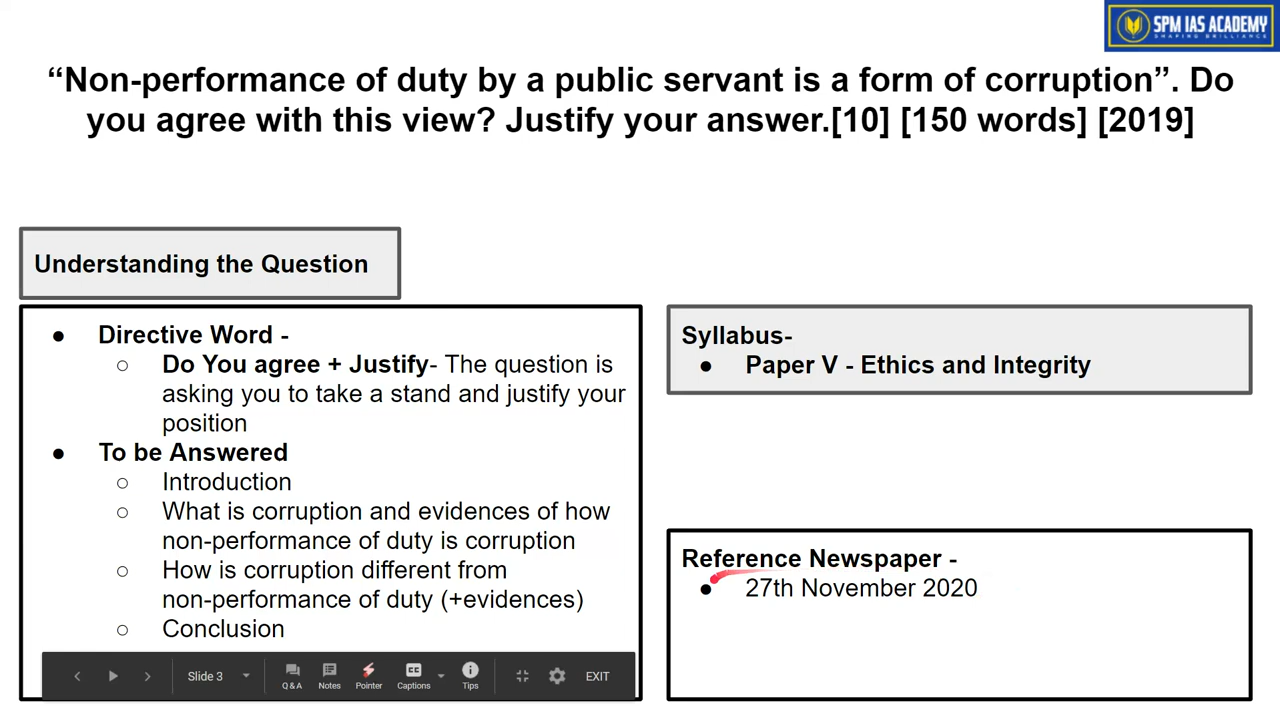 SPM IAS ACADEMY
SHAPING BRILLIANCE
“Non-performance of duty by a public servant is a form of corruption”. Do
you agree with this view? Justify your answer.[10] [150 words] [2019]
Understanding the Question
● Directive Word -
○ Do You agree + Justify- The question is
asking you to take a stand and justify your
position
● To be Answered
○ Introduction
○ What is corruption and evidences of how
non-performance of duty is corruption
○ How is corruption different from
non-performance of duty (+evidences)
○ Conclusion
Syllabus-
● Paper V - Ethics and Integrity
Reference Newspaper -
● 27th November 2020
Slide 3
Q & A
Notes
Pointer
CC
Captions
Tips
EXIT